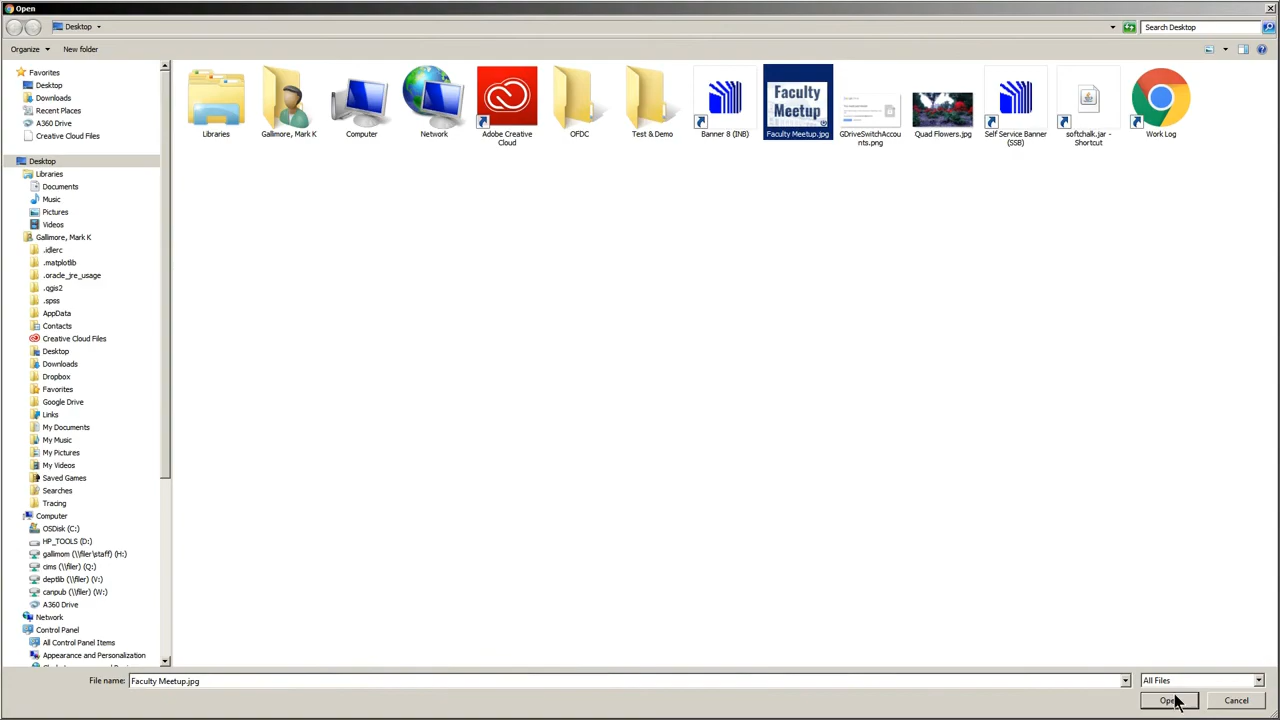 Open
Desktop
Search Desktop
Organize
New folder
Favorites
Desktop
Downloads
Recent Places
A360 Drive
Creative Cloud Files
Desktop
Libraries
Documents
Music
Pictures
Videos
Gallimore, Mark K
.idlerc
.matplotlib
.oracle_jre_usage
.qgis2
.spss
AppData
Contacts
Creative Cloud Files
Desktop
Downloads
Dropbox
Favorites
Google Drive
Links
My Documents
My Music
My Pictures
My Videos
Saved Games
Searches
Tracing
Computer
OSDisk (C:)
HP_TOOLS (D:)
gallimom (\\filer\staff) (H:)
cims (\\filer) (Q:)
deptlib (\\filer) (V:)
canpub (\\filer) (W:)
A360 Drive
Network
Control Panel
All Control Panel Items
Appearance and Personalization
Libraries
Gallimore, Mark K
Computer
Network
Adobe Creative
Cloud
OFDC
Test & Demo
Banner 8 (INB)
Faculty
Meetup
Faculty Meetup.jpg
GDriveSwitchAccou
nts.png
Quad Flowers.jpg
Self Service Banner
(SSB)
softchalk.jar -
Shortcut
Work Log
File name:
Faculty Meetup.jpg
All Files
Open
Cancel